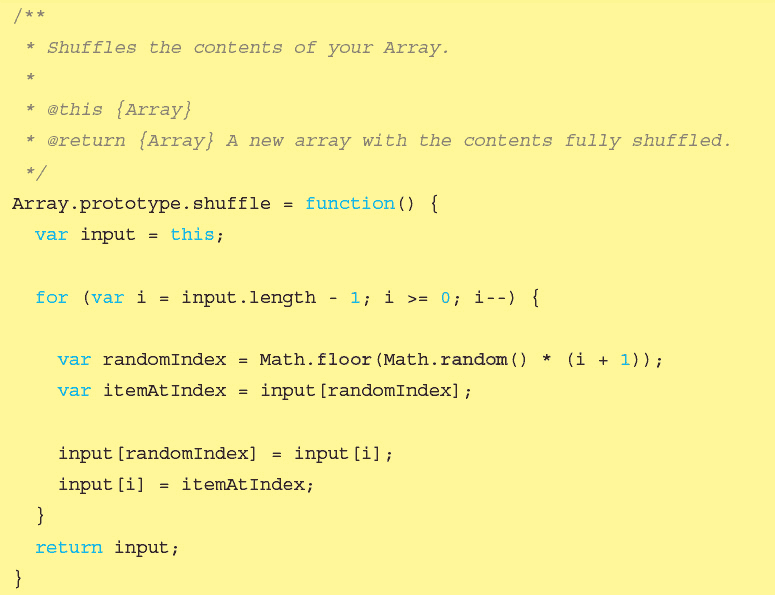 /**
 * Shuffles the contents of your Array.
 *
 * @this {Array}
 * @return {Array} A new array with the contents fully shuffled.
 */
Array.prototype.shuffle = function() {
  var input = this;

  for (var i = input.length - 1; i >= 0; i--) {

    var randomIndex = Math.floor(Math.random() * (i + 1));
    var itemAtIndex = input[randomIndex];

    input[randomIndex] = input[i];
    input[i] = itemAtIndex;
  }
  return input;
}